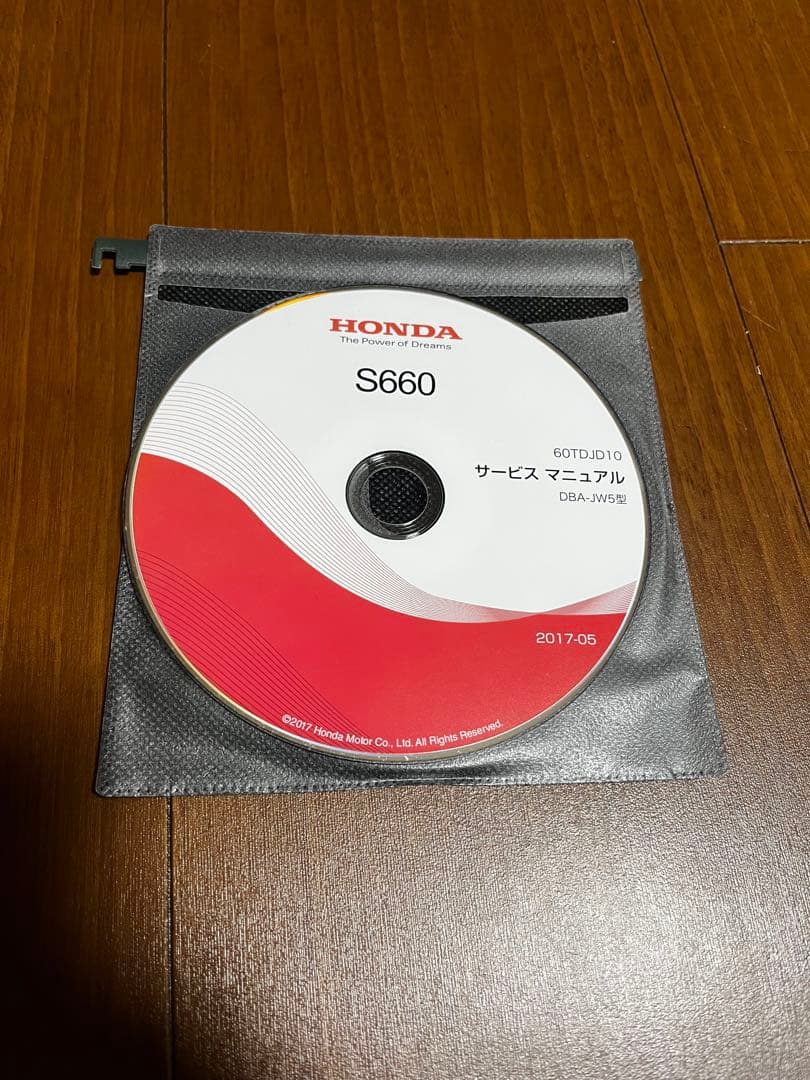 HONDA
The Power of Dreams
S660
60TDJD10
サービス マニュアル
DBA-JW5型
2017-05
©2017 Honda Motor Co., Ltd. All Rights Reserved.